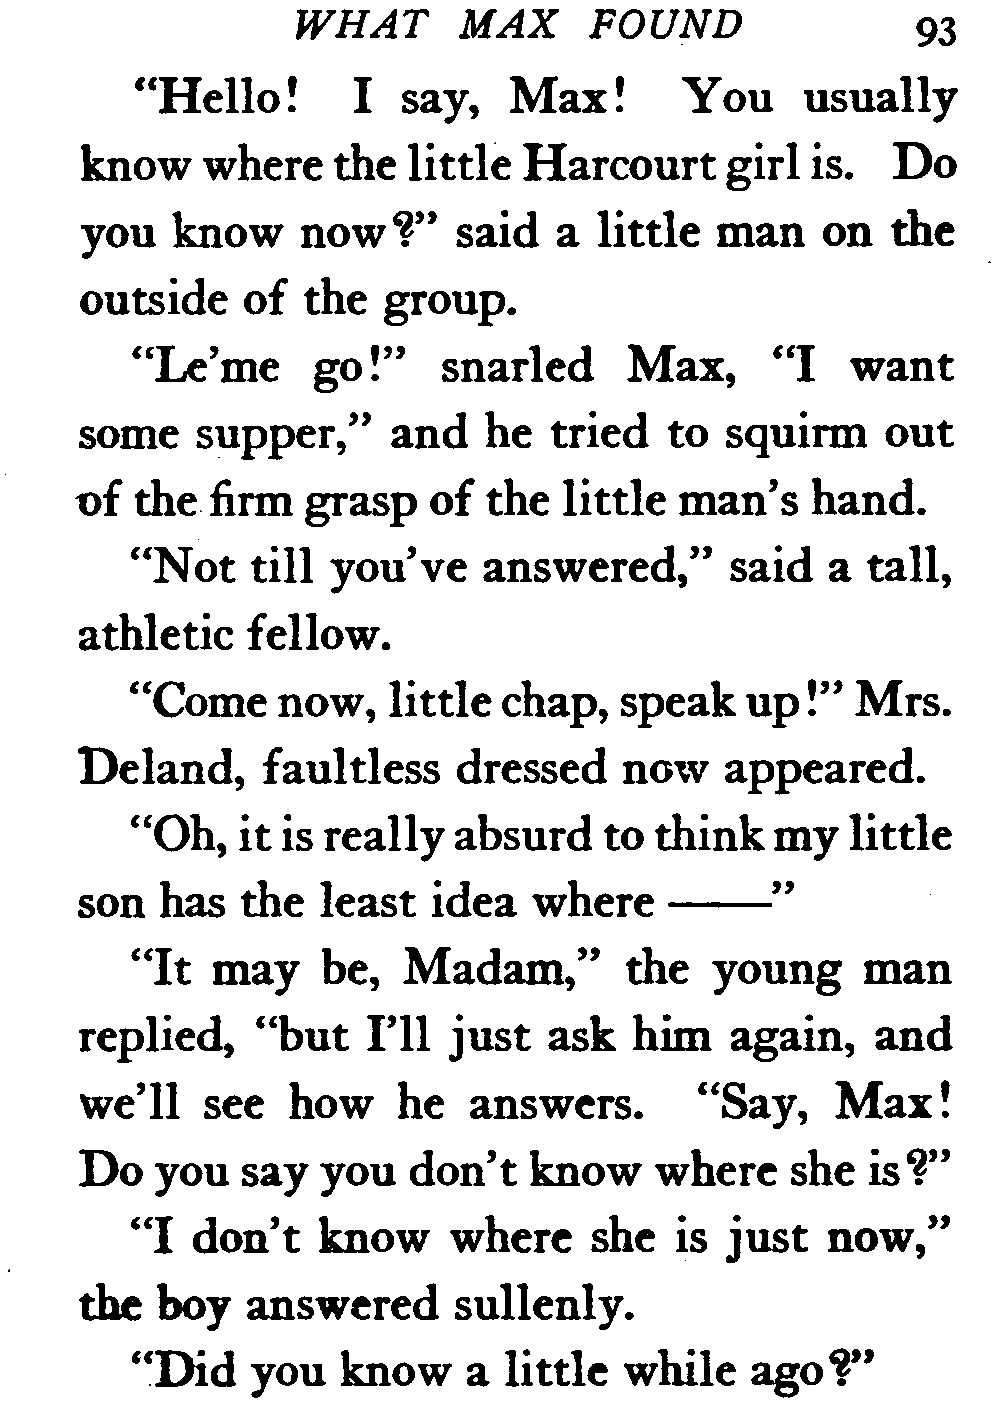 WHAT MAX FOUND 93
“Hello! I say, Max! You usually
know where the little Harcourt girl is. Do
you know now?” said a little man on the
outside of the group.
“Le’me go!” snarled Max, “I want
some supper,” and he tried to squirm out
of the firm grasp of the little man’s hand.
“Not till you’ve answered,” said a tall,
athletic fellow.
“Come now, little chap, speak up!” Mrs.
Deland, faultless dressed now appeared.
“Oh, it is really absurd to think my little
son has the least idea where ——”
“It may be, Madam,” the young man
replied, “but I’ll just ask him again, and
we’ll see how he answers. “Say, Max!
Do you say you don’t know where she is?”
“I don’t know where she is just now,”
the boy answered sullenly.
“Did you know a little while ago?”